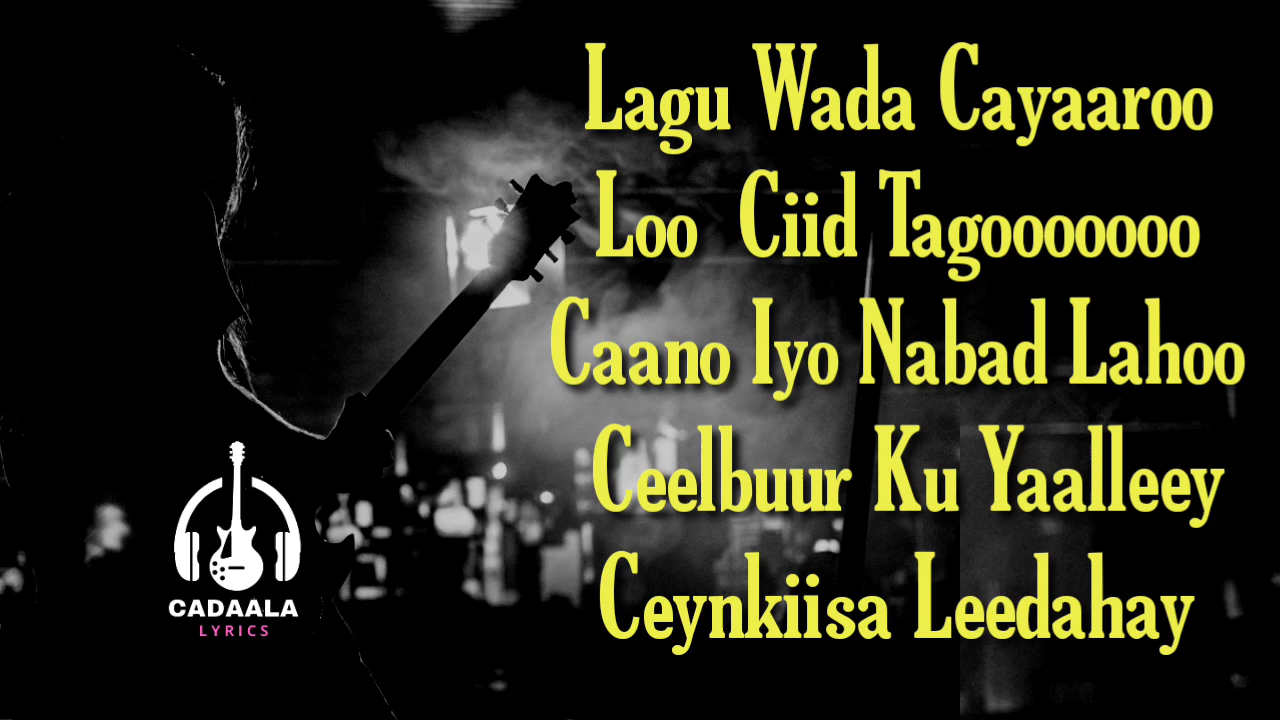 Lagu Wada Cayaaroo
Loo Ciid Tagooooooo
Caano Iyo Nabad Lahoo
Ceelbuur Ku Yaalleey
Ceynkiisa Leedahay
CADAALA
LYRICS